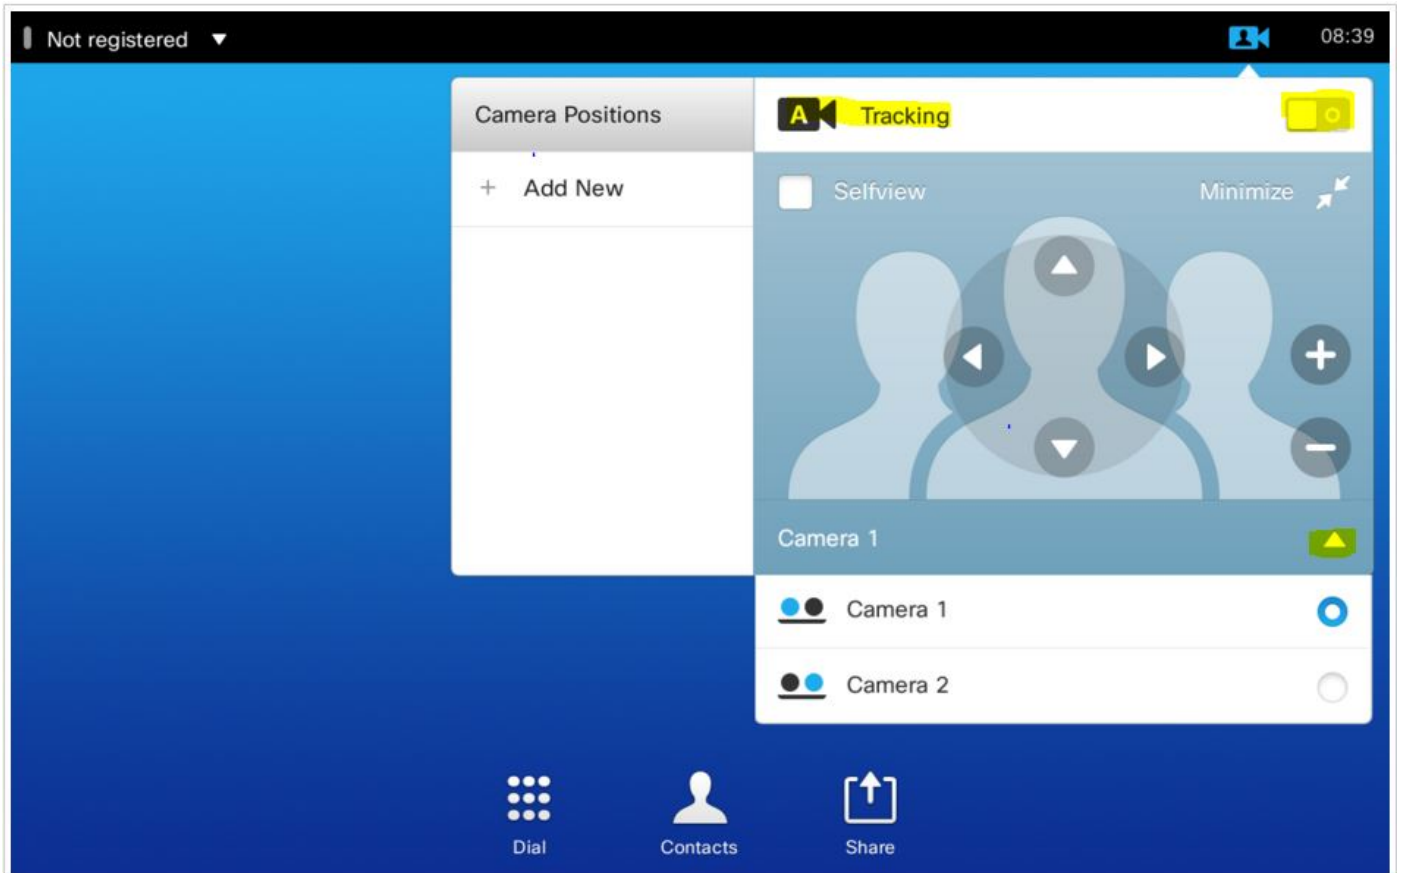 Not registered
08:39
Camera Positions
A Tracking
+ Add New
Selfview
Minimize
Camera 1
Camera 1
Camera 2
Dial
Contacts
Share